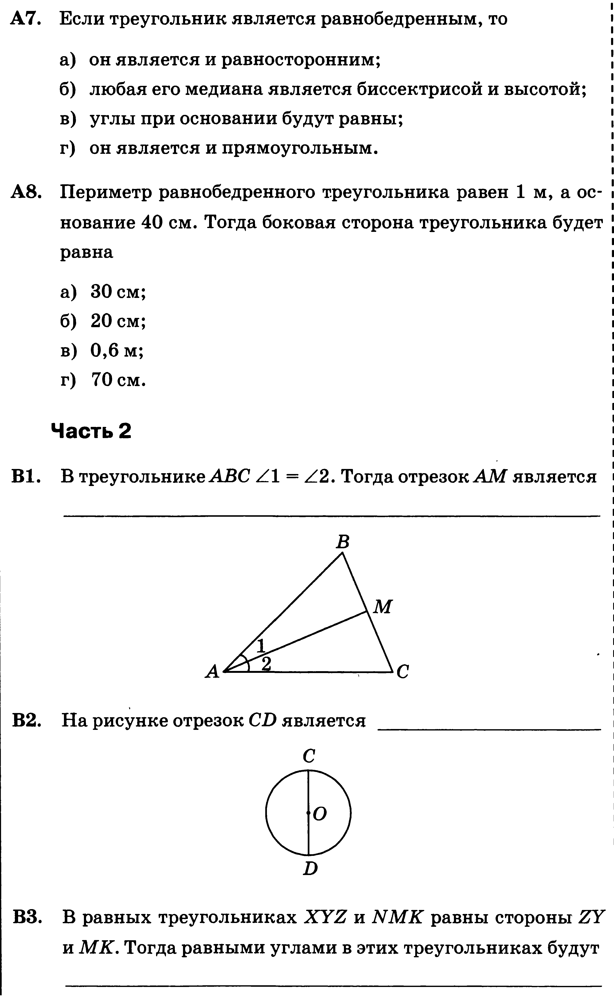 А7. Если треугольник является равнобедренным, то
а) он является и равносторонним;
б) любая его медиана является биссектрисой и высотой;
в) углы при основании будут равны;
г) он является и прямоугольным.
А8. Периметр равнобедренного треугольника равен 1 м, а ос-
нование 40 см. Тогда боковая сторона треугольника будет
равна
а) 30 см;
б) 20 см;
в) 0,6 м;
г) 70 см.
Часть 2
В1. В треугольнике ABC ∠1 = ∠2. Тогда отрезок AM является
B
M
1
2
A
C
В2. На рисунке отрезок CD является
C
O
D
В3. В равных треугольниках XYZ и NMK равны стороны ZY
и MK. Тогда равными углами в этих треугольниках будут